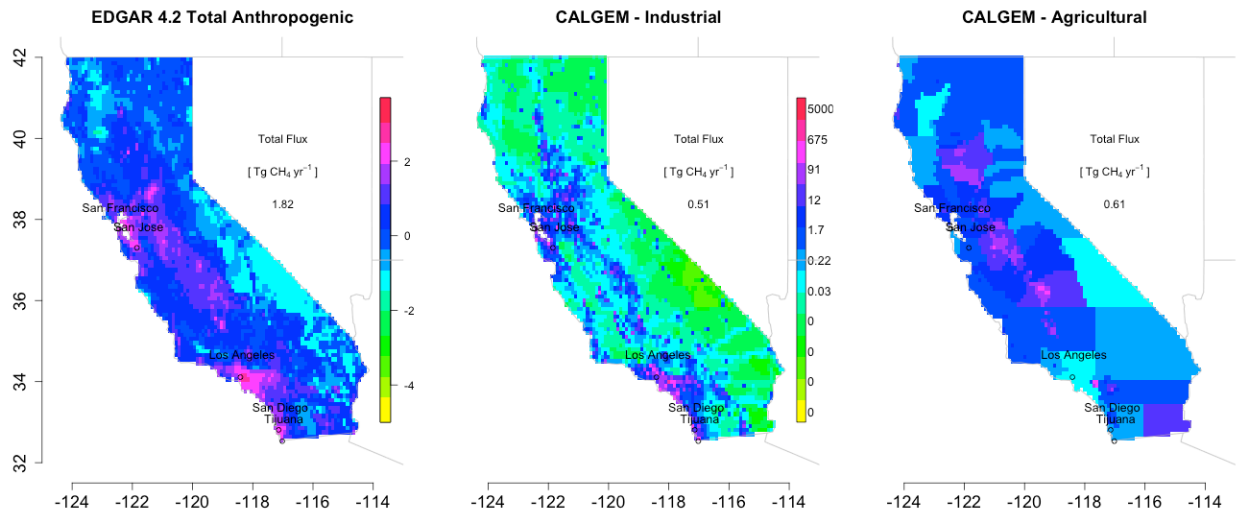 EDGAR 4.2 Total Anthropogenic
CALGEM - Industrial
CALGEM - Agricultural
42
40
38
36
34
32
Total Flux
[ Tg CH₄ yr⁻¹ ]
1.82
San Francisco
San Jose
Los Angeles
San Diego
Tijuana
2
0
-2
-4
-124
-122
-120
-118
-116
-114
Total Flux
[ Tg CH₄ yr⁻¹ ]
0.51
San Francisco
San Jose
Los Angeles
San Diego
Tijuana
5000
675
91
12
1.7
0.22
0.03
0
0
0
0
-124
-122
-120
-118
-116
-114
Total Flux
[ Tg CH₄ yr⁻¹ ]
0.61
San Francisco
San Jose
Los Angeles
San Diego
Tijuana
-124
-122
-120
-118
-116
-114